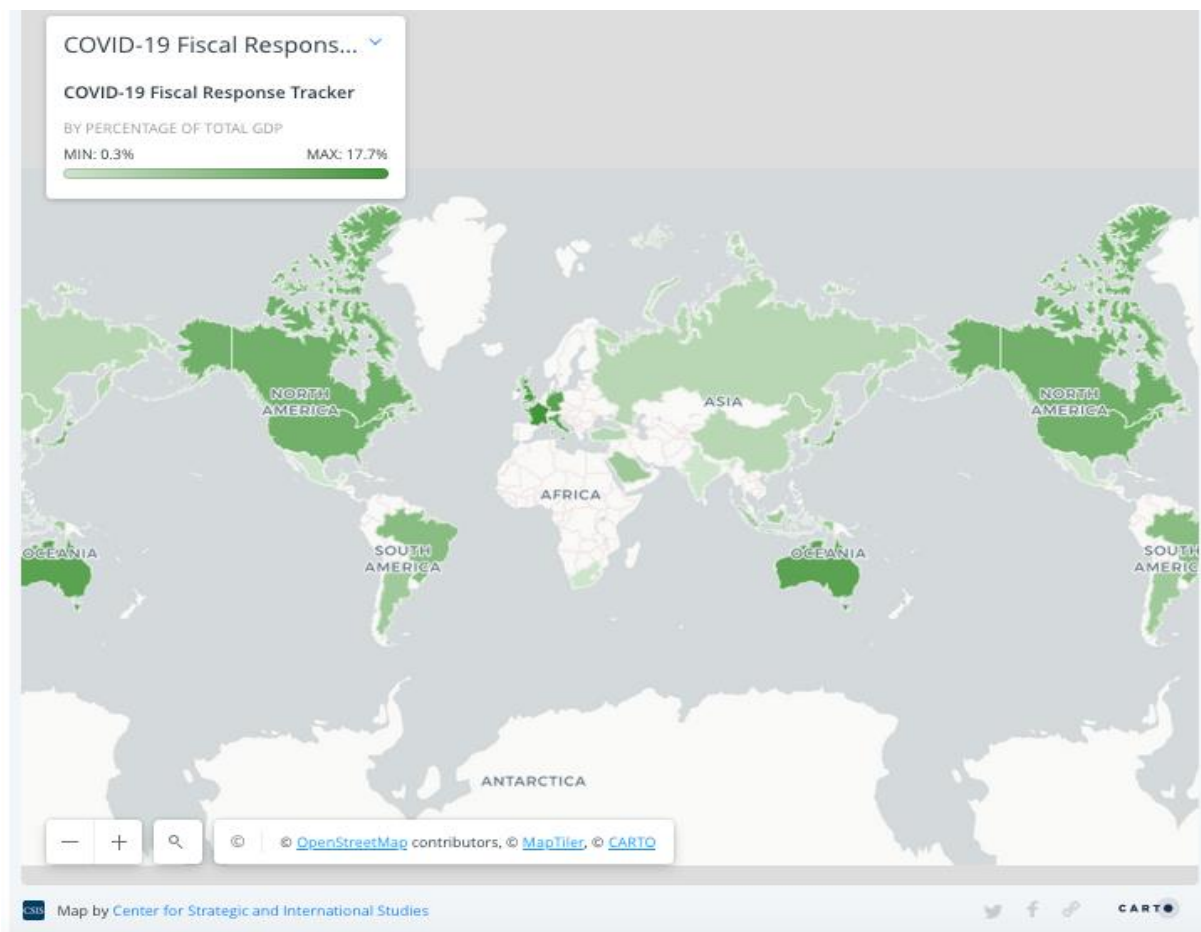 COVID-19 Fiscal Respons...
COVID-19 Fiscal Response Tracker
BY PERCENTAGE OF TOTAL GDP
MIN: 0.3% MAX: 17.7%
NORTH
AMERICA
ASIA
NORTH
AMERICA
AFRICA
OCEANIA
SOUTH
AMERICA
OCEANIA
SOUTH
AMERIC
ANTARCTICA
© © OpenStreetMap contributors, © MapTiler, © CARTO
CSIS Map by Center for Strategic and International Studies
CARTO